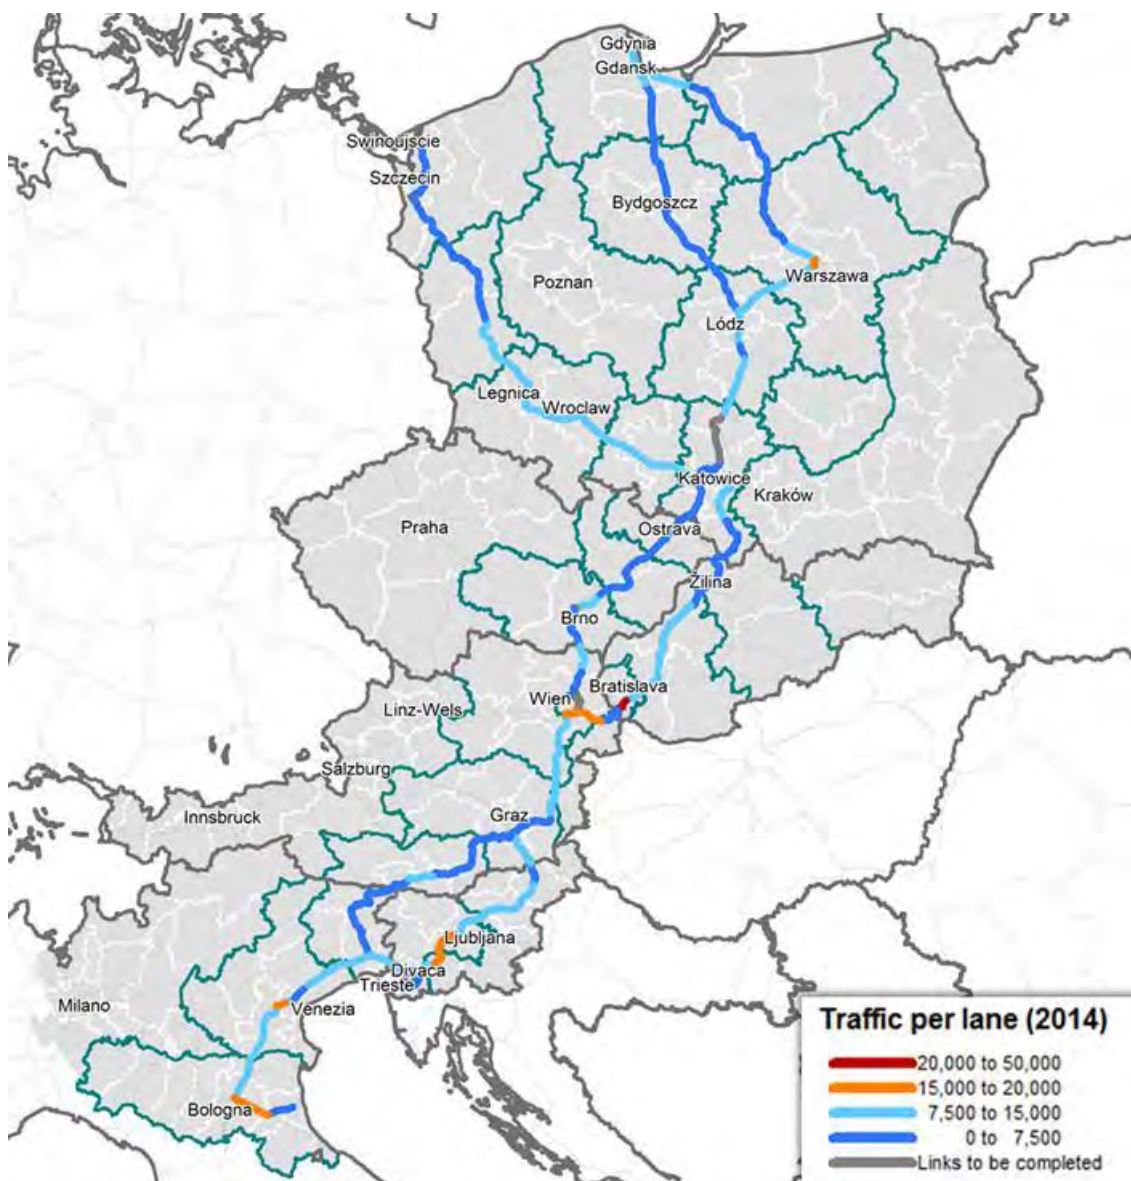 Gdynia
Gdansk
Swinoujscie
Szczecin
Bydgoszcz
Poznan
Warszawa
Lódz
Legnica
Wroclaw
Katowice
Kraków
Praha
Ostrava
Žilina
Brno
Bratislava
Wien
Linz-Wels
Salzburg
Innsbruck
Graz
Ljubljana
Divaca
Trieste
Milano
Venezia
Bologna
Traffic per lane (2014)
20,000 to 50,000
15,000 to 20,000
7,500 to 15,000
0 to 7,500
Links to be completed